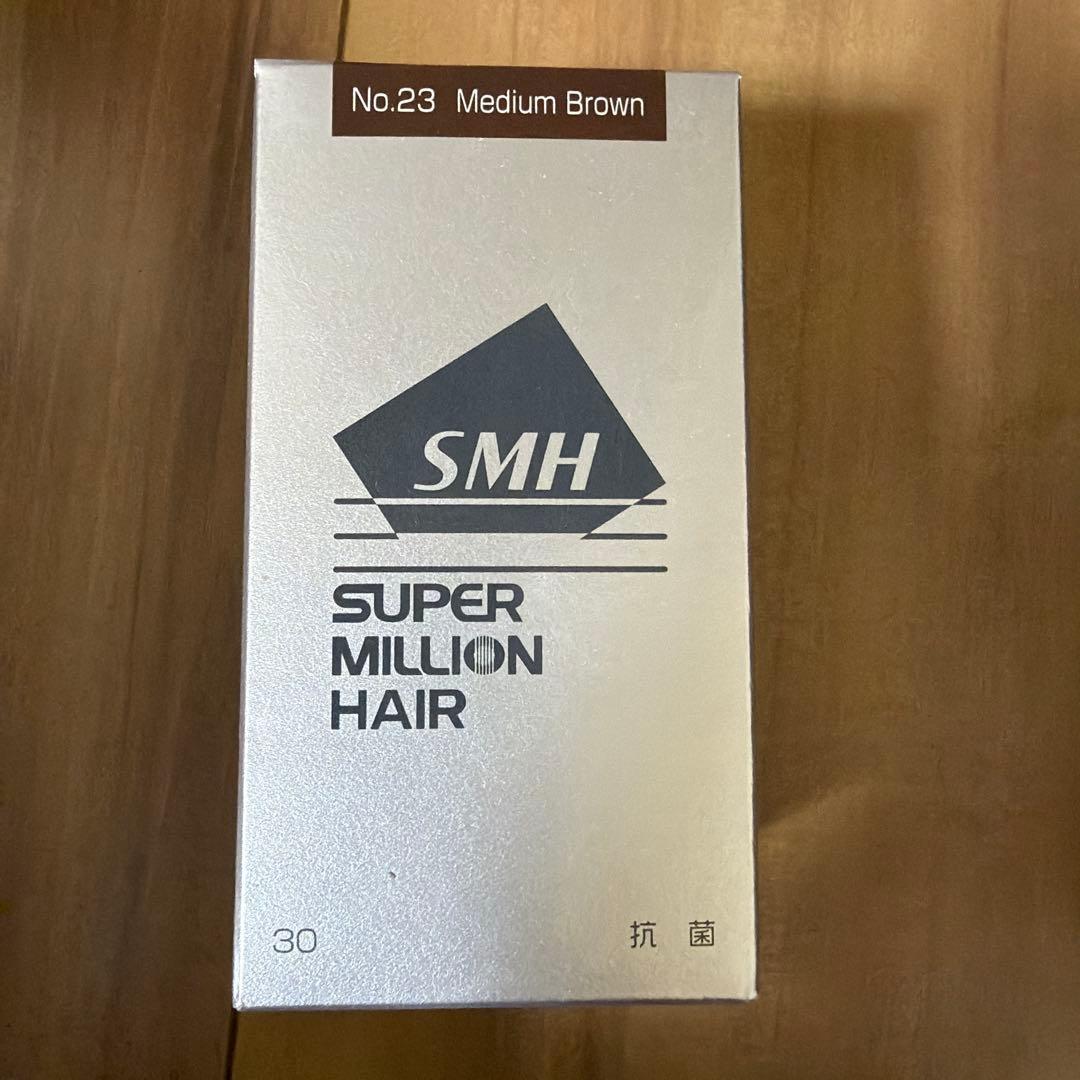 No.23 Medium Brown
SMH
SUPER
MILLION
HAIR
30
抗菌